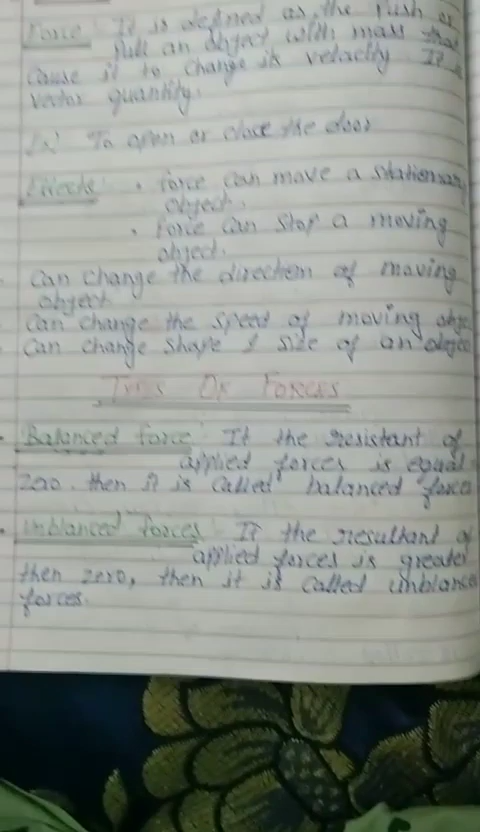 Force It is defined as, the Push or
Pull an object with mass that
Cause it to change its velocity. It is
vector quantity.
Ex! To open or close the door
Effects: • force can move a stationary
object.
• Force can stop a moving
object.
Can change the direction of moving
object
Can change the speed of moving obje
Can change shape & size of an objec
Types OF Forces
• Balanced force: If the resistant of
applied forces is equal
zero. then it is called balanced force
• Unblanced forces If the resultant of
applied forces is greater
then zero, then it is called unblance
forces.